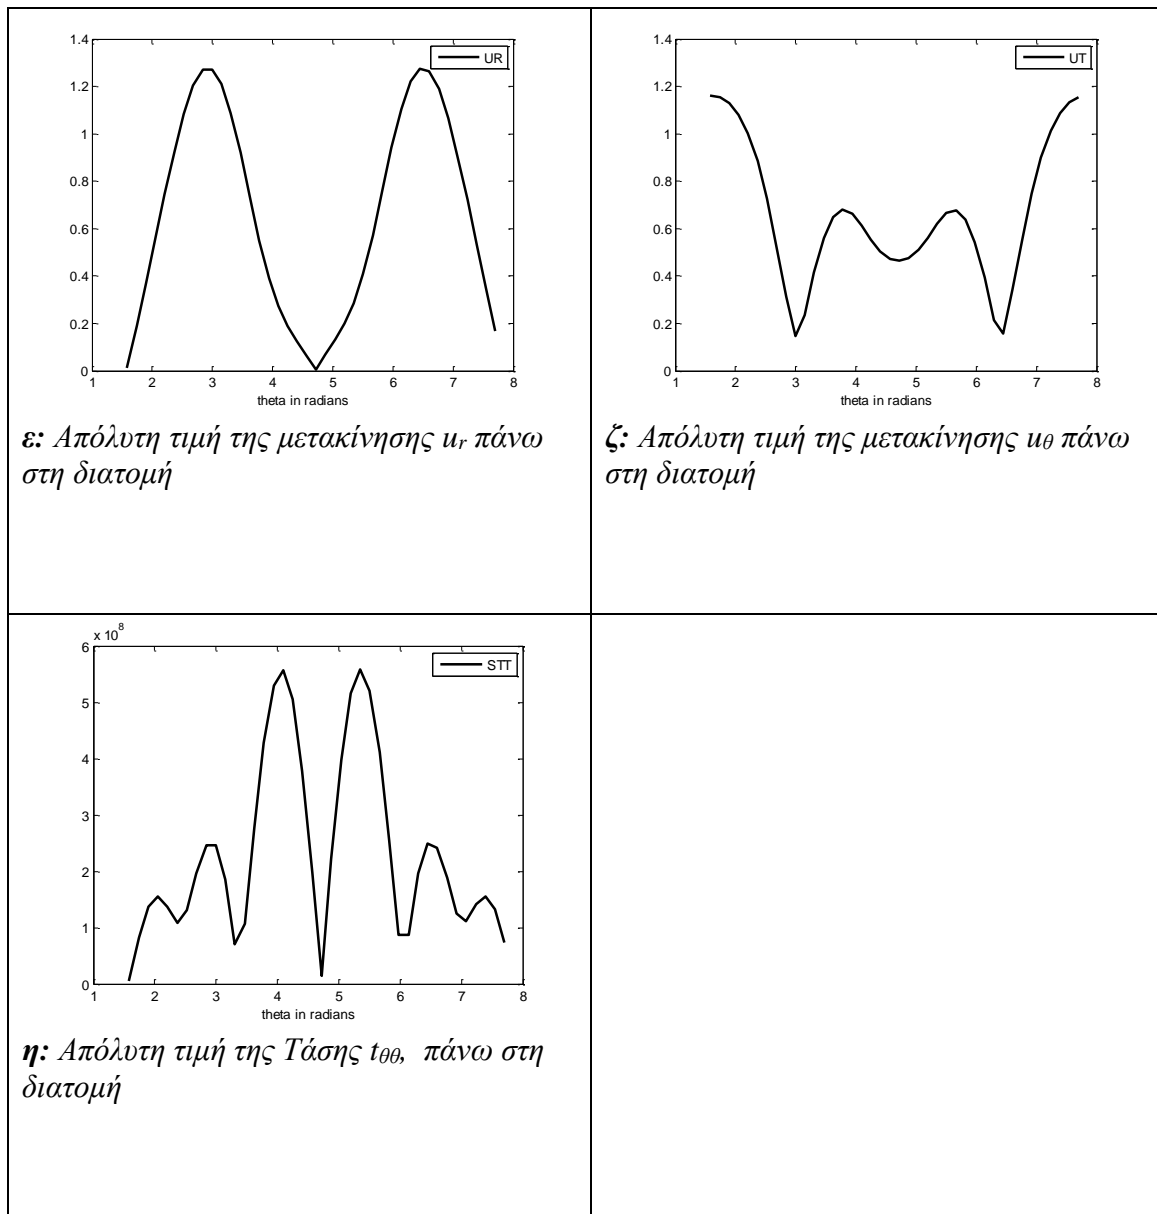 1.4
1.2
1
0.8
0.6
0.4
0.2
0
UR
1 2 3 4 5 6 7 8
theta in radians
ε: Απόλυτη τιμή της μετακίνησης ur πάνω
στη διατομή
1.4
1.2
1
0.8
0.6
0.4
0.2
0
UT
1 2 3 4 5 6 7 8
theta in radians
ζ: Απόλυτη τιμή της μετακίνησης uθ πάνω
στη διατομή
x 10^8
6
5
4
3
2
1
0
STT
1 2 3 4 5 6 7 8
theta in radians
η: Απόλυτη τιμή της Τάσης tθθ, πάνω στη
διατομή